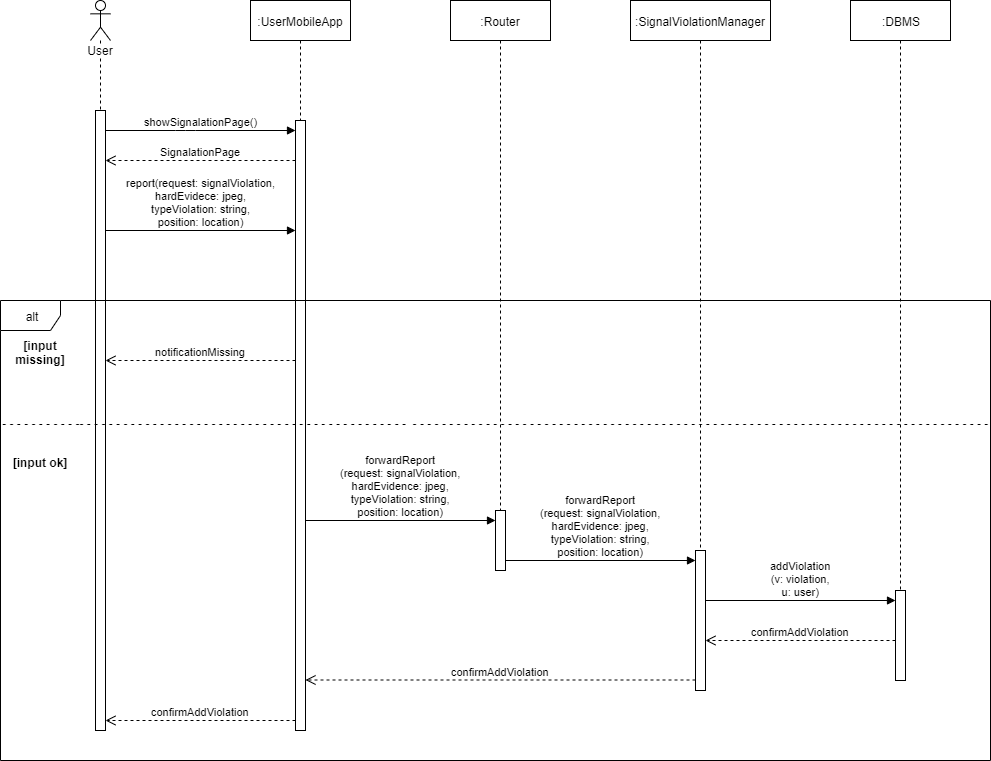 User
:UserMobileApp
:Router
:SignalViolationManager
:DBMS
showSignalationPage()
SignalationPage
report(request: signalViolation,
hardEvidece: jpeg,
typeViolation: string,
position: location)
alt
[input
missing]
notificationMissing
[input ok]
forwardReport
(request: signalViolation,
hardEvidence: jpeg,
typeViolation: string,
position: location)
forwardReport
(request: signalViolation,
hardEvidence: jpeg,
typeViolation: string,
position: location)
addViolation
(v: violation,
u: user)
confirmAddViolation
confirmAddViolation
confirmAddViolation